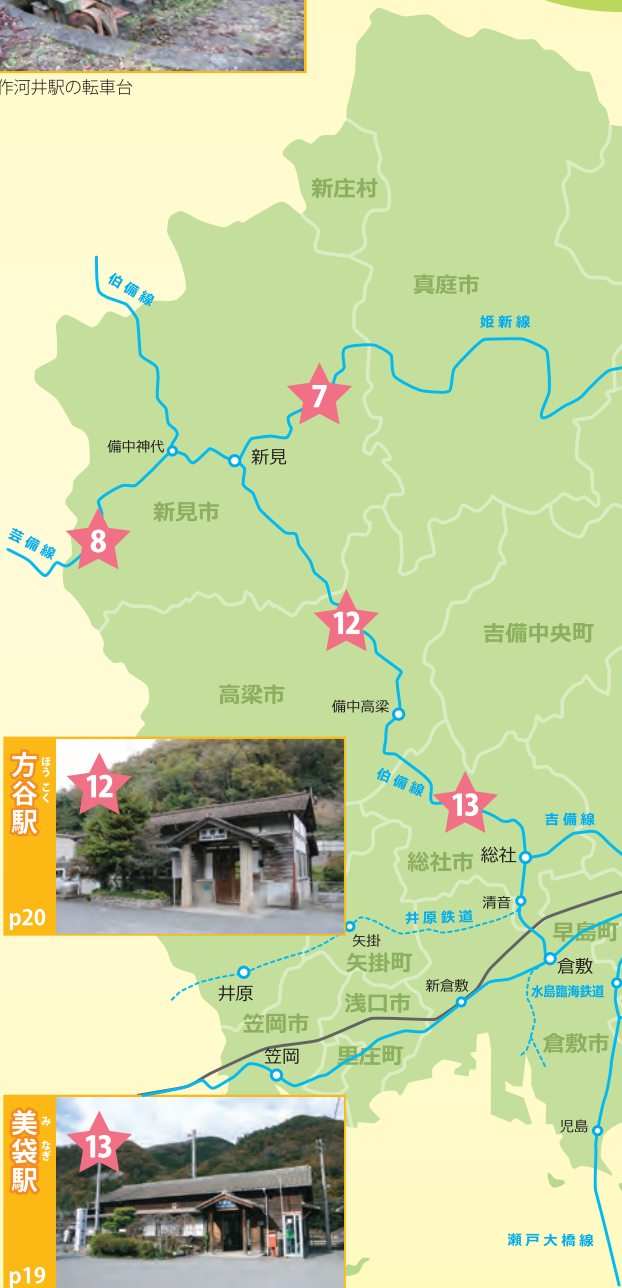 作河井駅の転車台
新庄村
真庭市
伯備線
姫新線
7
備中神代
新見
新見市
芸備線
8
12
吉備中央町
高梁市
備中高梁
方谷駅
ほうこく
12
p20
伯備線
13
吉備線
総社市
総社
清音
井原鉄道
早島町
矢掛
矢掛町
倉敷
井原
新倉敷
水島臨海鉄道
浅口市
笠岡市
倉敷市
笠岡
里庄町
美袋駅
みなぎ
13
p19
児島
瀬戸大橋線